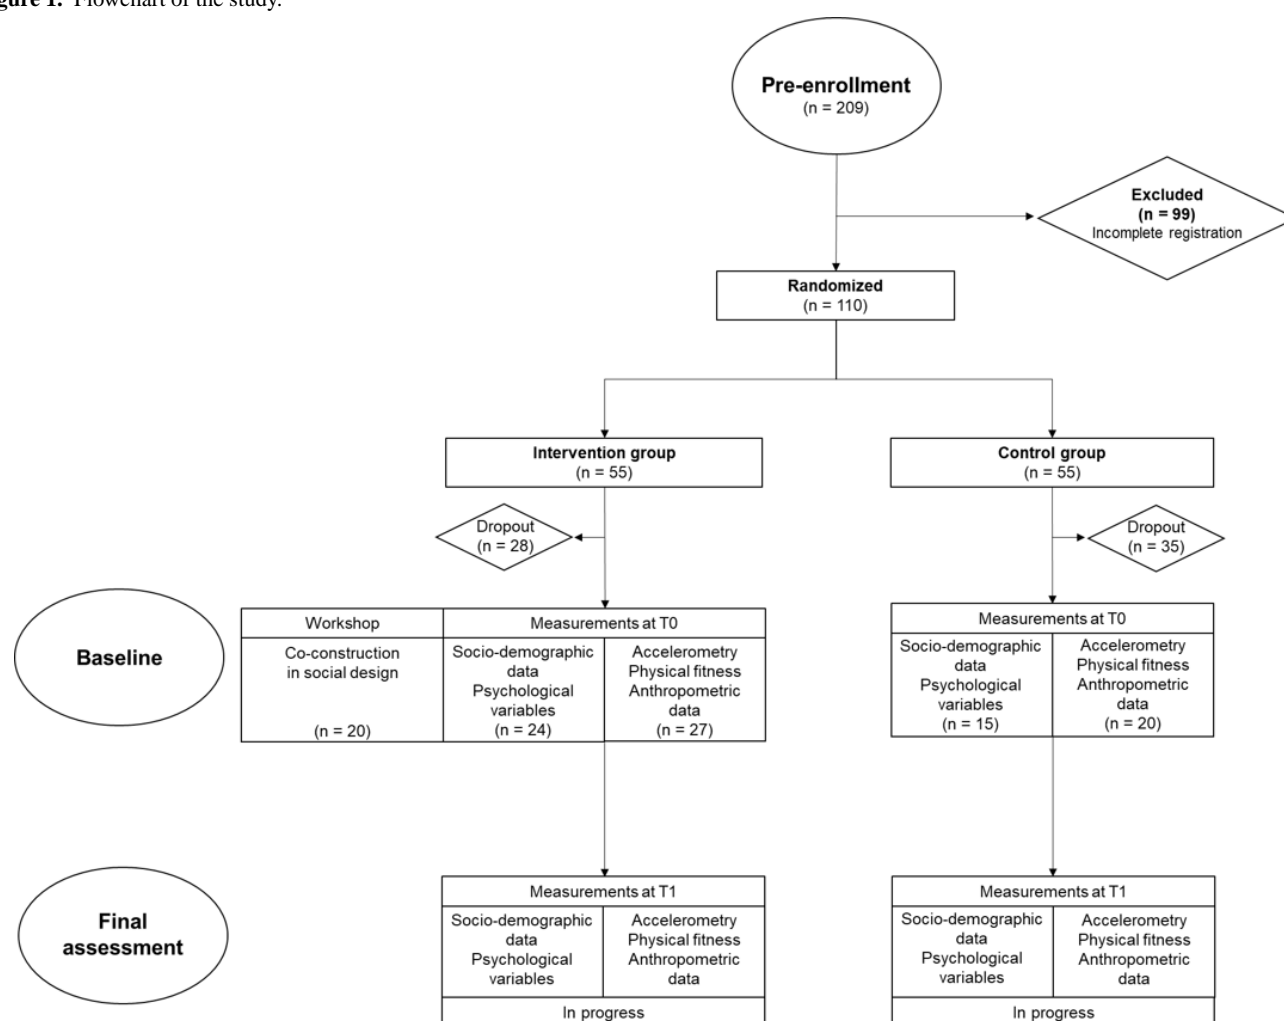 gure 1. Flowchart of the study.
Pre-enrollment
(n = 209)
Excluded
(n = 99)
Incomplete registration
Randomized
(n = 110)
Intervention group
(n = 55)
Control group
(n = 55)
Dropout
(n = 28)
Dropout
(n = 35)
Baseline
Workshop
Co-construction
in social design
(n = 20)
Measurements at T0
Socio-demographic
data
Psychological
variables
(n = 24)
Accelerometry
Physical fitness
Anthropometric
data
(n = 27)
Measurements at T0
Socio-demographic
data
Psychological
variables
(n = 15)
Accelerometry
Physical fitness
Anthropometric
data
(n = 20)
Final
assessment
Measurements at T1
Socio-demographic
data
Psychological
variables
Accelerometry
Physical fitness
Anthropometric
data
In progress
Measurements at T1
Socio-demographic
data
Psychological
variables
Accelerometry
Physical fitness
Anthropometric
data
In progress